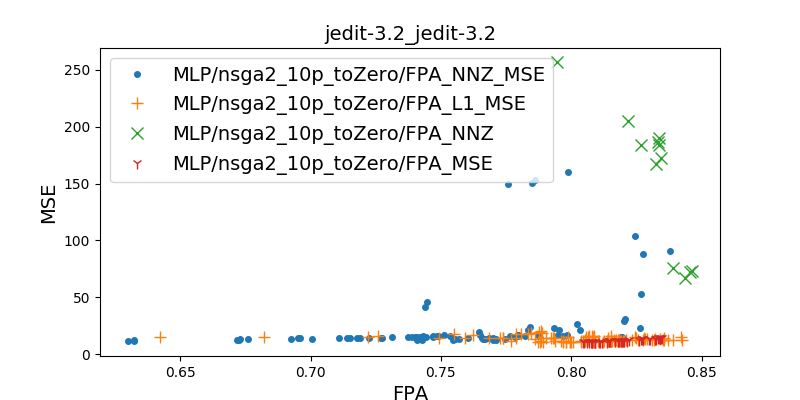 jedit-3.2_jedit-3.2
MLP/nsga2_10p_toZero/FPA_NNZ_MSE
MLP/nsga2_10p_toZero/FPA_L1_MSE
MLP/nsga2_10p_toZero/FPA_NNZ
MLP/nsga2_10p_toZero/FPA_MSE
MSE
250
200
150
100
50
0
0.65 0.70 0.75 0.80 0.85
FPA